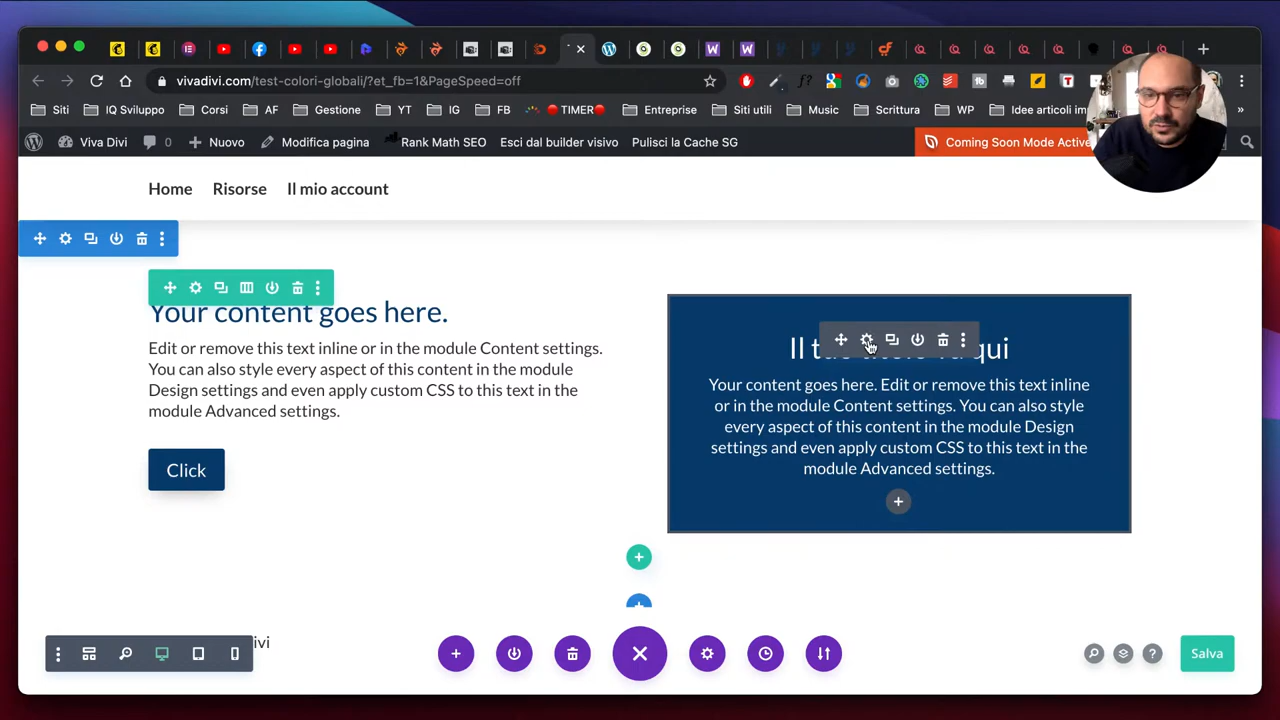 vivadivi.com/test-colori-globali/?et_fb=1&PageSpeed=off
Siti IQ Sviluppo Corsi AF Gestione YT IG FB 🔴TIMER🔴 Entreprise Siti utili Music Scrittura WP Idee articoli im »
Viva Divi 0 Nuovo Modifica pagina Rank Math SEO Esci dal builder visivo Pulisci la Cache SG Coming Soon Mode Active
Home Risorse Il mio account
Your content goes here.
Edit or remove this text inline or in the module Content settings.
You can also style every aspect of this content in the module
Design settings and even apply custom CSS to this text in the
module Advanced settings.
Click
Il qui
Your content goes here. Edit or remove this text inline
or in the module Content settings. You can also style
every aspect of this content in the module Design
settings and even apply custom CSS to this text in the
module Advanced settings.
ivi
Salva